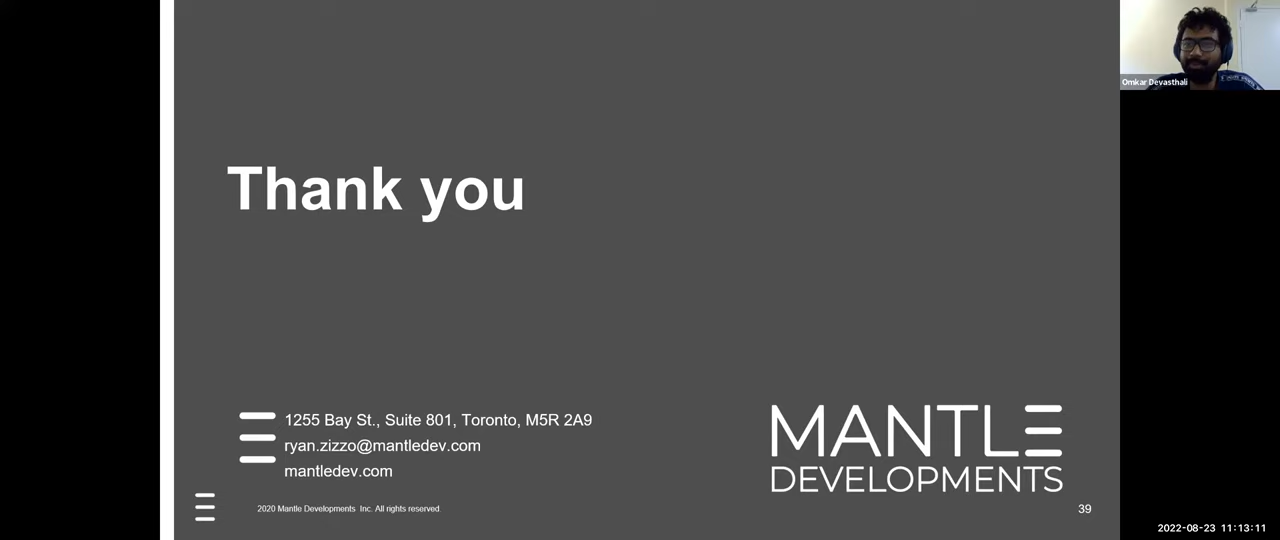 Omkar Devasthali
Thank you
1255 Bay St., Suite 801, Toronto, M5R 2A9
ryan.zizzo@mantledev.com
mantledev.com
MANTLE
DEVELOPMENTS
2020 Mantle Developments Inc. All rights reserved.
39
2022-08-23 11:13:11